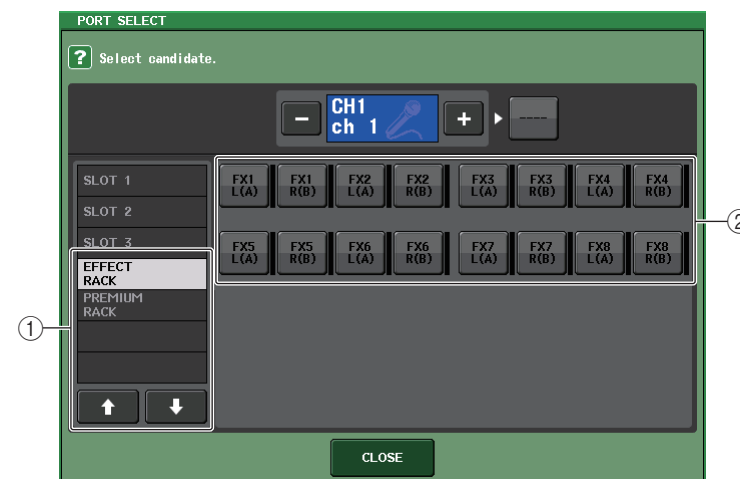 PORT SELECT
? Select candidate.
− CH1 + ----
ch 1
SLOT 1
SLOT 2
SLOT 3
EFFECT
RACK
PREMIUM
RACK
FX1 FX1 FX2 FX2 FX3 FX3 FX4 FX4
L(A) R(B) L(A) R(B) L(A) R(B) L(A) R(B)
FX5 FX5 FX6 FX6 FX7 FX7 FX8 FX8
L(A) R(B) L(A) R(B) L(A) R(B) L(A) R(B)
①
②
CLOSE